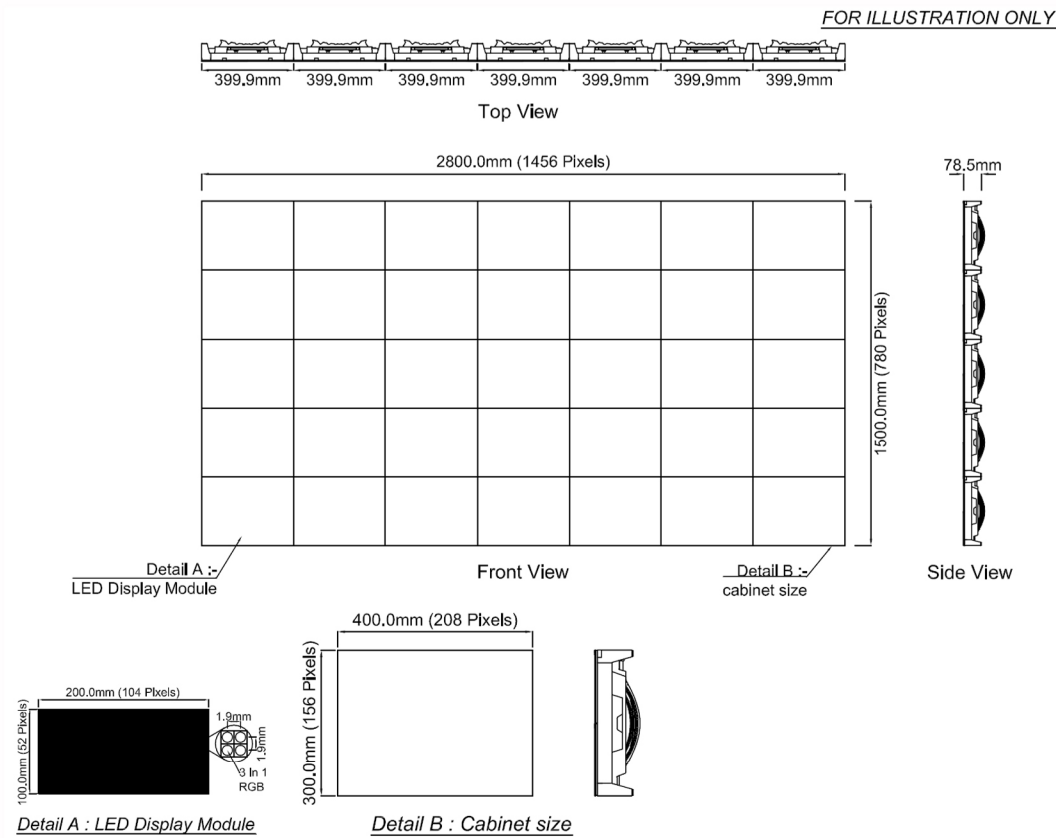 FOR ILLUSTRATION ONLY
399.9mm 399.9mm 399.9mm 399.9mm 399.9mm 399.9mm 399.9mm
Top View
2800.0mm (1456 Pixels)
78.5mm
1500.0mm (780 Pixels)
Detail A :-
LED Display Module
Front View
Detail B :-
cabinet size
Side View
400.0mm (208 Pixels)
300.0mm (156 Pixels)
200.0mm (104 Pixels)
100.0mm (52 Pixels)
1.9mm
1.9mm
3 In 1
RGB
Detail A : LED Display Module
Detail B : Cabinet size